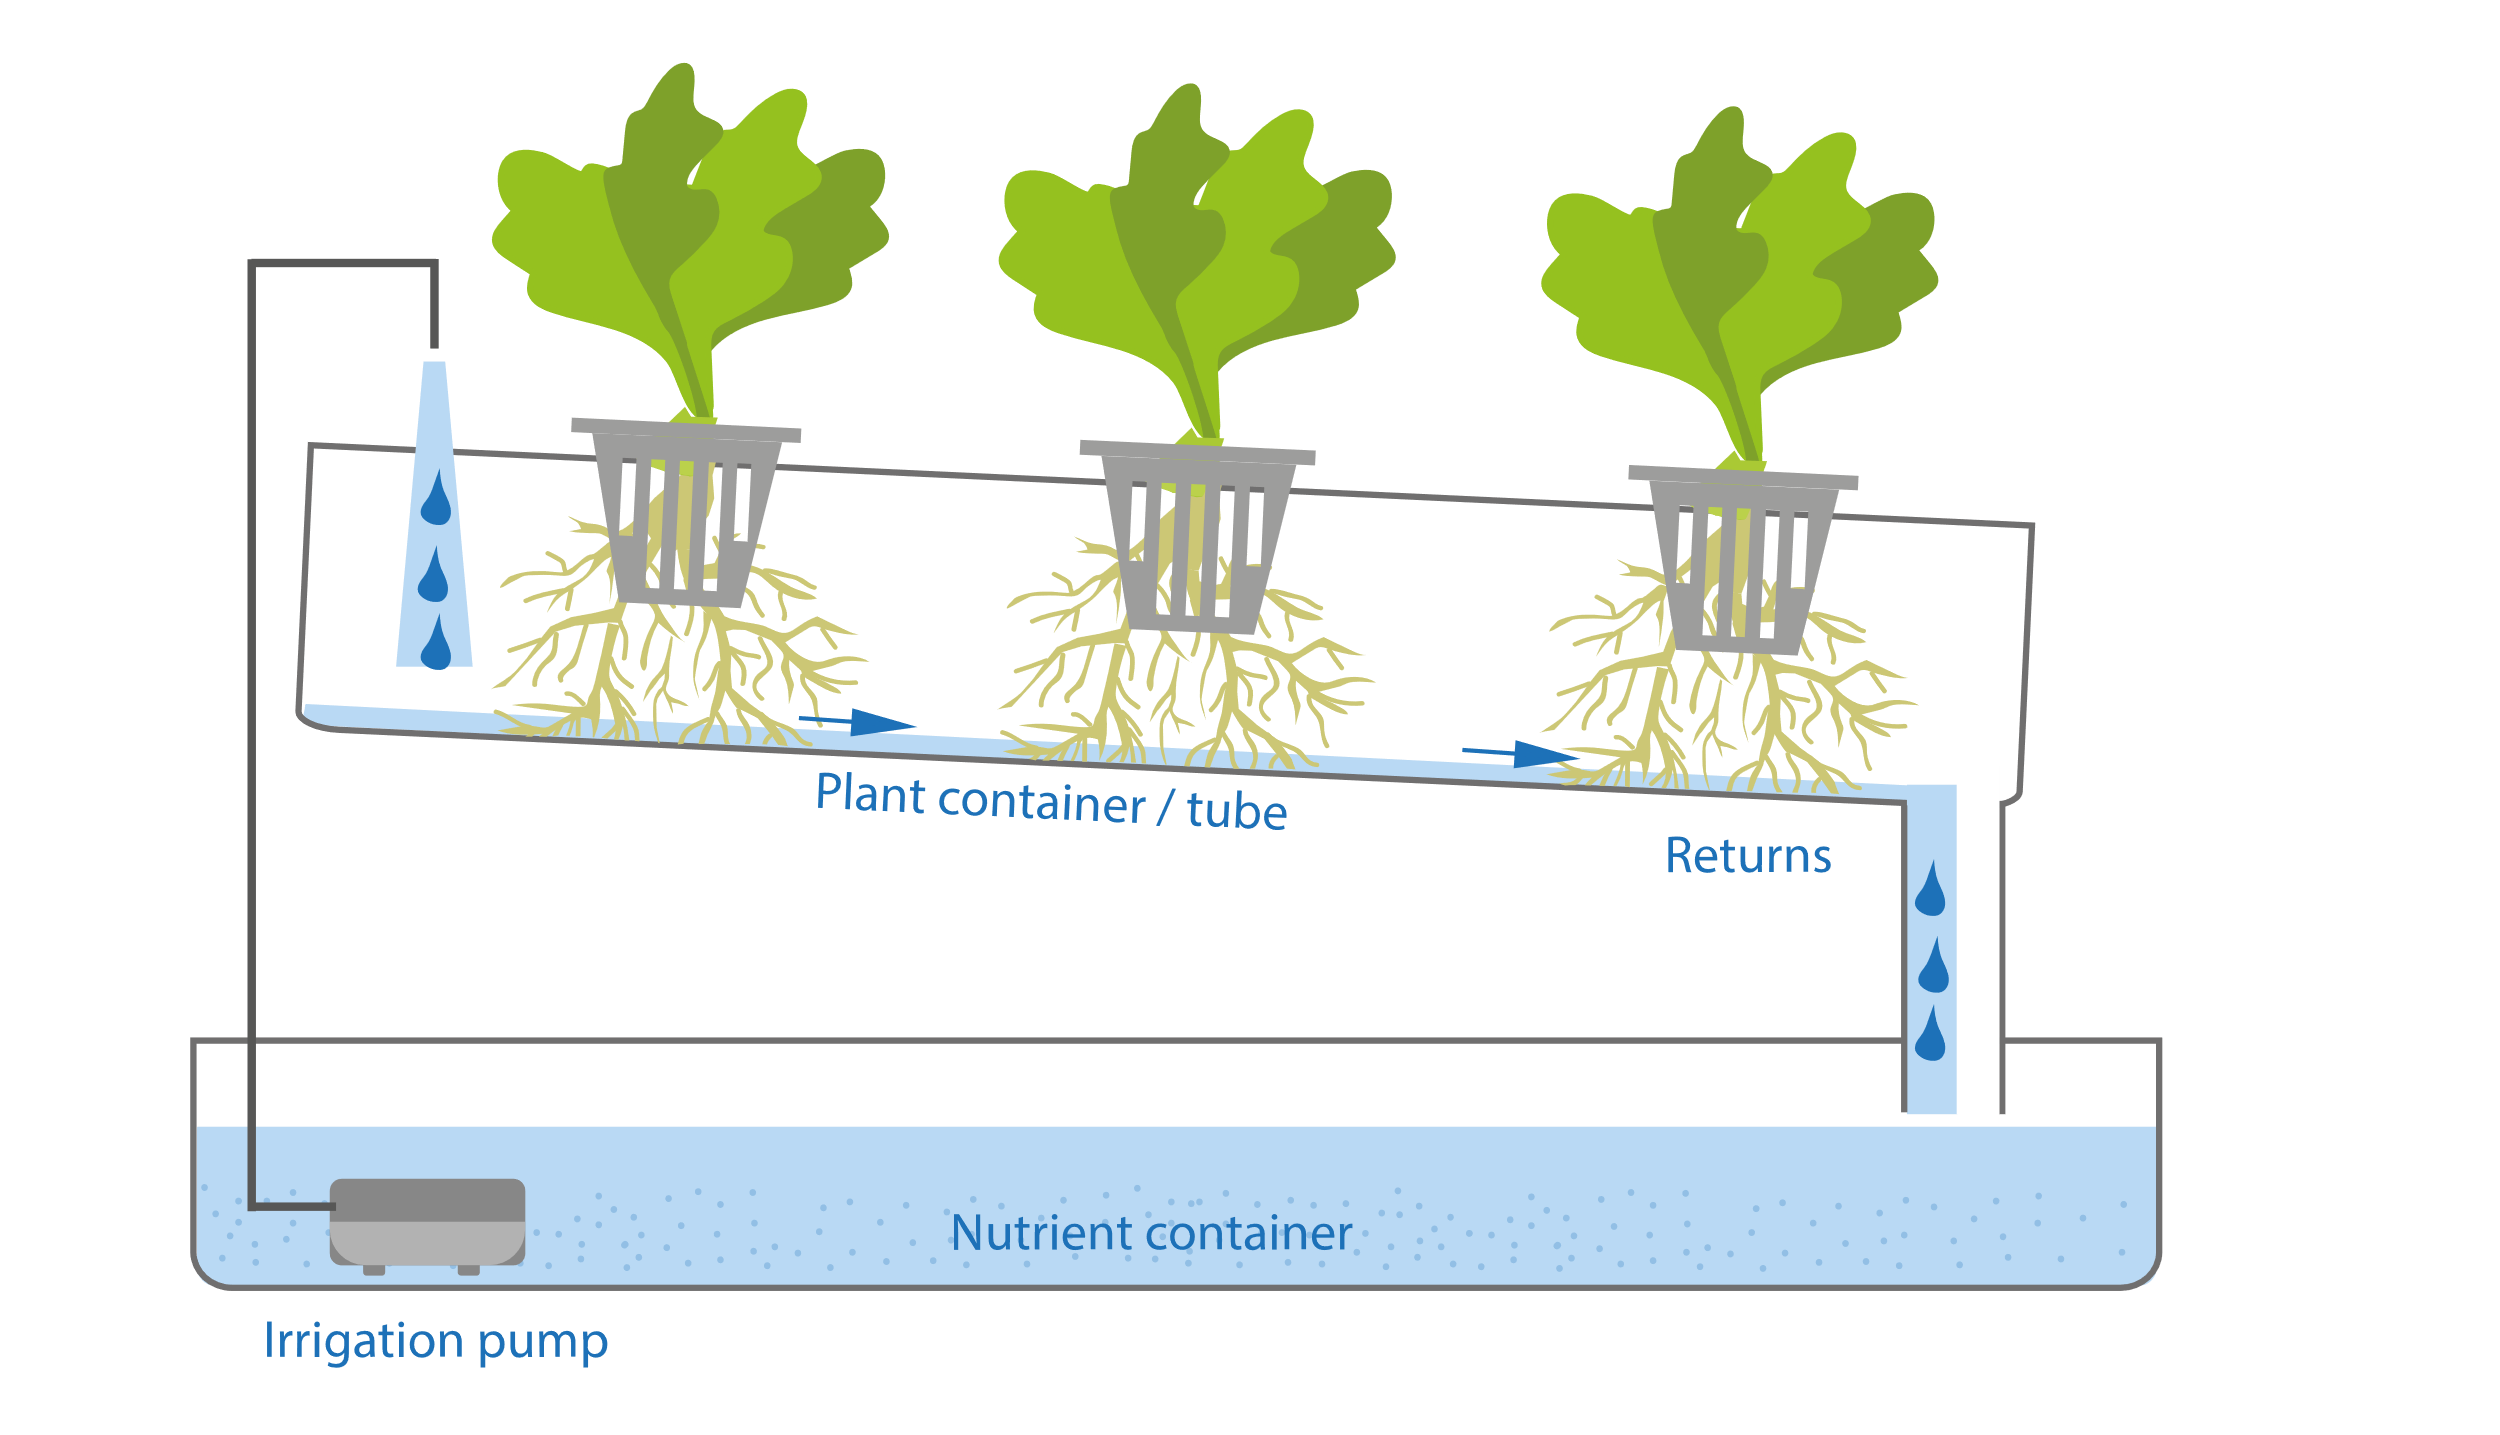 Plant container / tube
Returns
Nutrient container
Irrigation pump